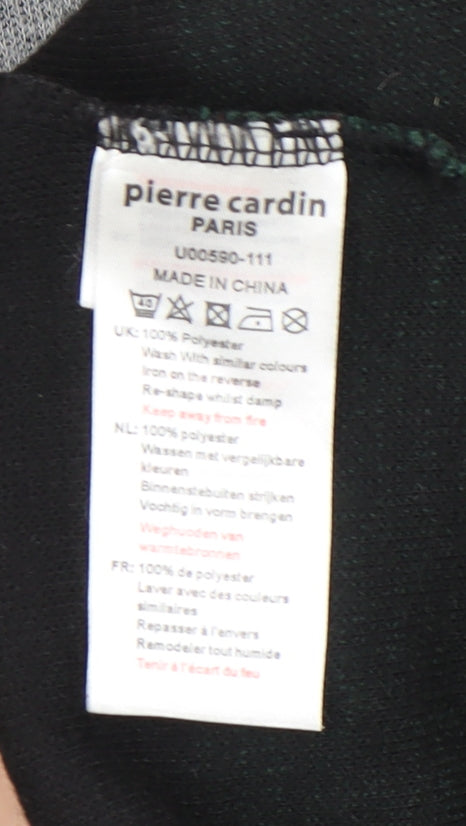 pierre cardin
PARIS
U00590-111
MADE IN CHINA
40
UK: 100% Polyester
Wash With similar colours
Iron on the reverse
Re-shape whilst damp
Keep away from fire
NL: 100% polyester
Wassen met vergelijkbare
kleuren
Binnenstebuiten strijken
Vochtig in vorm brengen
Weghuoden van
warmtebronnen
FR: 100% de polyester
Laver avec des couleurs
similaires
Repasser à l'envers
Remodeler tout humide
Tenir à l'écart du feu